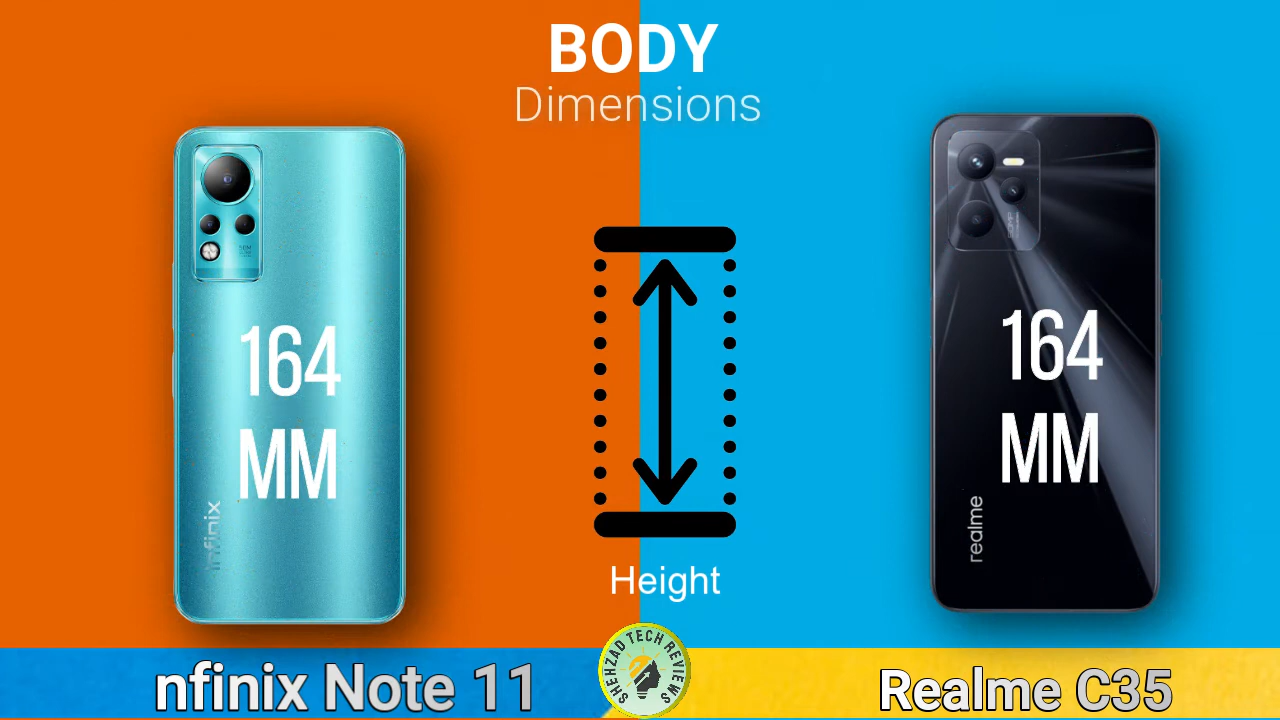 BODY
Dimensions
164
MM
164
MM
infinix
realme
Height
nfinix Note 11
Realme C35
SHEHZAD TECH REVIEWS